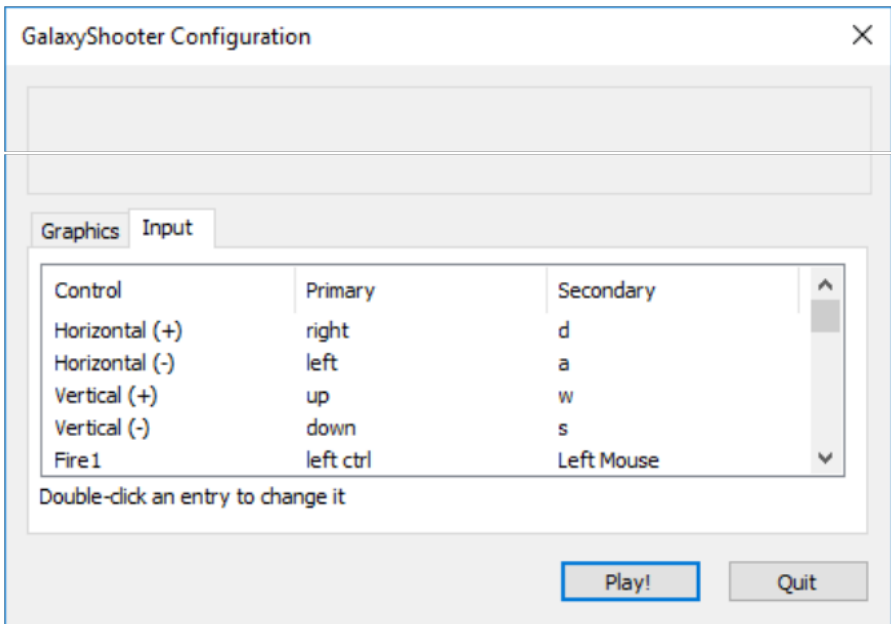 GalaxyShooter Configuration
Graphics Input
Control Primary Secondary
Horizontal (+) right d
Horizontal (-) left a
Vertical (+) up w
Vertical (-) down s
Fire1 left ctrl Left Mouse
Double-click an entry to change it
Play! Quit